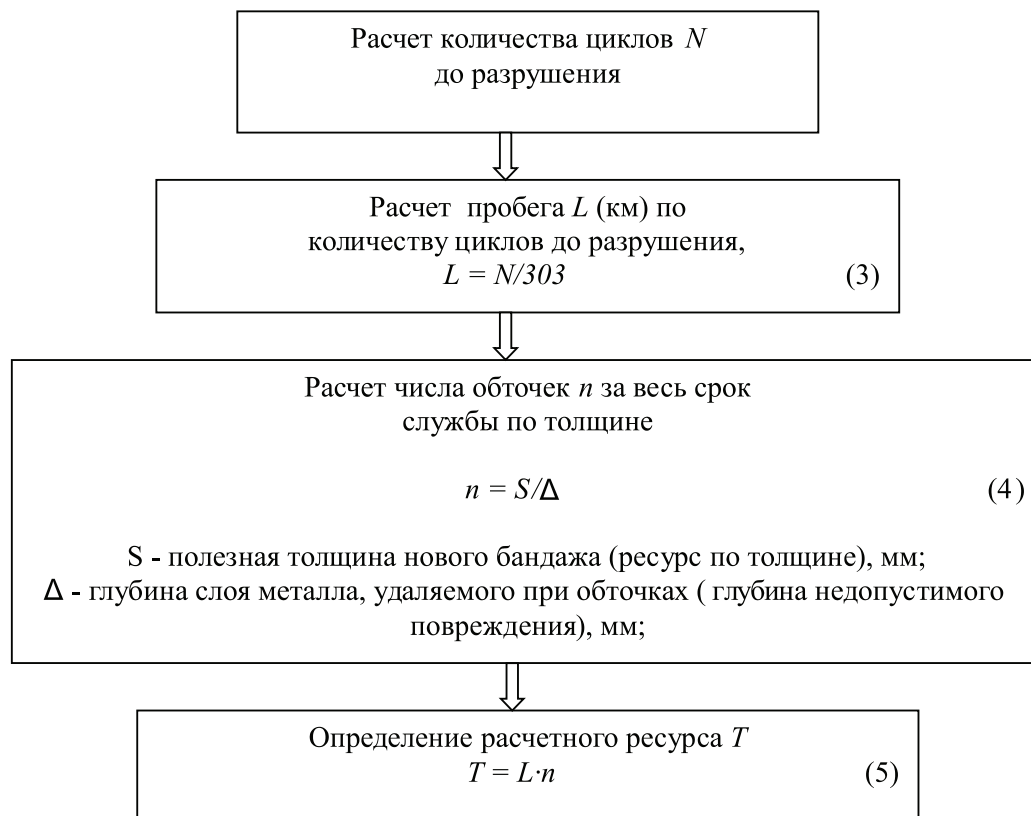 Расчет количества циклов N
до разрушения
Расчет пробега L (км) по
количеству циклов до разрушения,
L = N/303 (3)
Расчет числа обточек n за весь срок
службы по толщине
n = S/Δ (4)
S - полезная толщина нового бандажа (ресурс по толщине), мм;
Δ - глубина слоя металла, удаляемого при обточках ( глубина недопустимого
повреждения), мм;
Определение расчетного ресурса T
T = L·n (5)